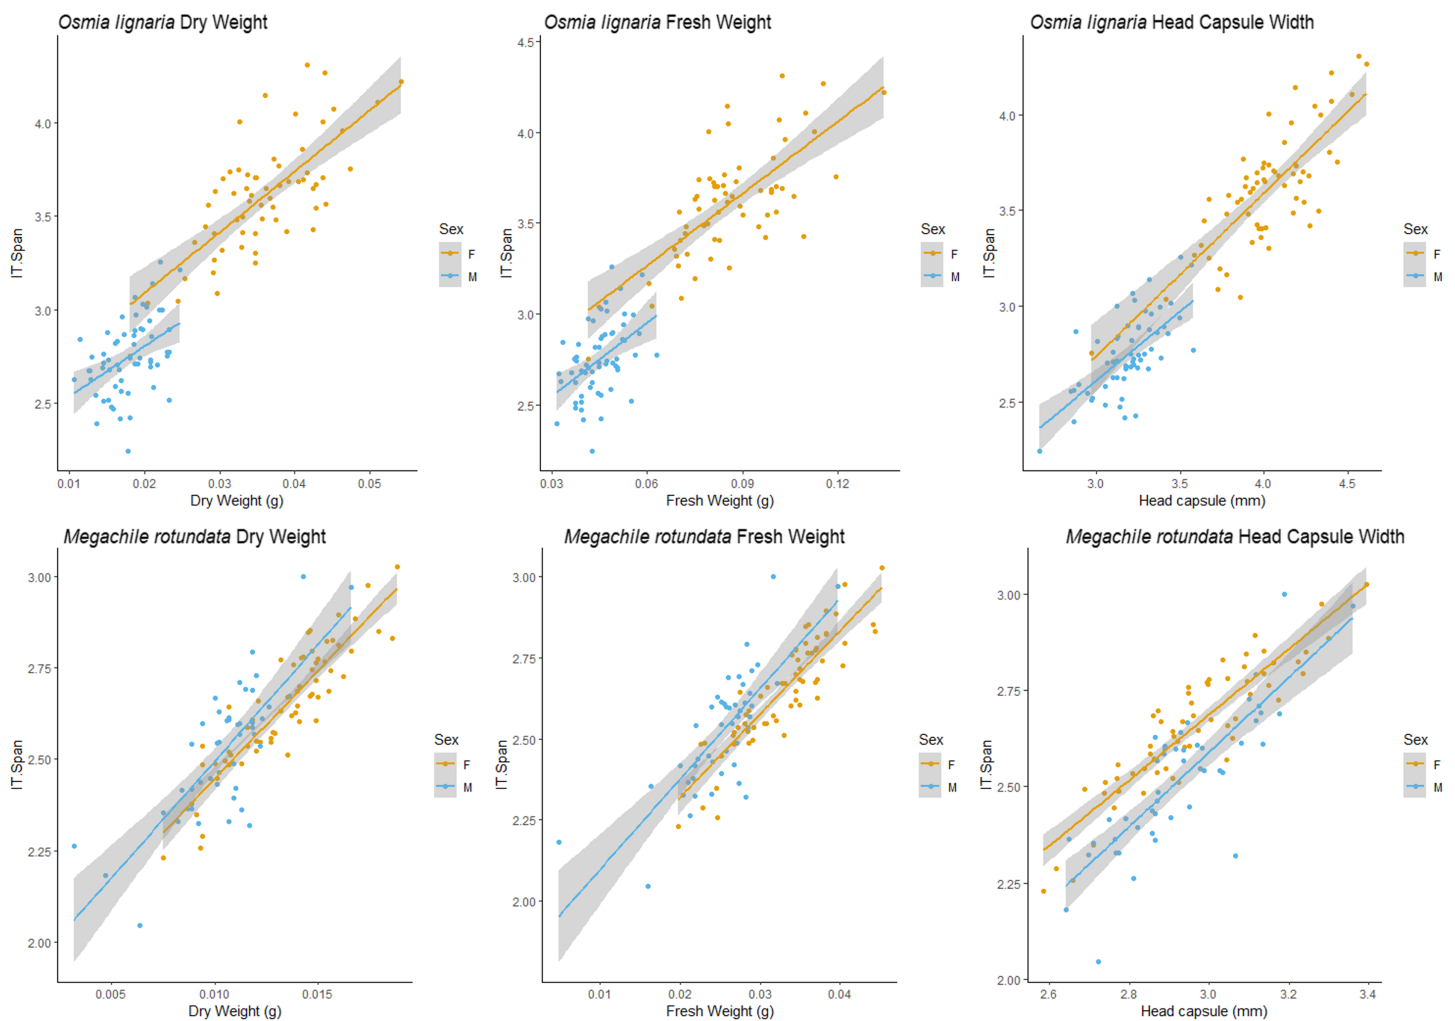 Osmia lignaria Dry Weight
IT.Span
4.0
3.5
3.0
2.5
0.01 0.02 0.03 0.04 0.05
Dry Weight (g)
Sex
F
M
Osmia lignaria Fresh Weight
IT.Span
4.5
4.0
3.5
3.0
2.5
0.03 0.06 0.09 0.12
Fresh Weight (g)
Sex
F
M
Osmia lignaria Head Capsule Width
IT.Span
4.0
3.5
3.0
2.5
3.0 3.5 4.0 4.5
Head capsule (mm)
Sex
F
M
Megachile rotundata Dry Weight
IT.Span
3.00
2.75
2.50
2.25
2.00
0.005 0.010 0.015
Dry Weight (g)
Sex
F
M
Megachile rotundata Fresh Weight
IT.Span
3.00
2.75
2.50
2.25
2.00
0.01 0.02 0.03 0.04
Fresh Weight (g)
Sex
F
M
Megachile rotundata Head Capsule Width
IT.Span
3.00
2.75
2.50
2.25
2.00
2.6 2.8 3.0 3.2 3.4
Head capsule (mm)
Sex
F
M